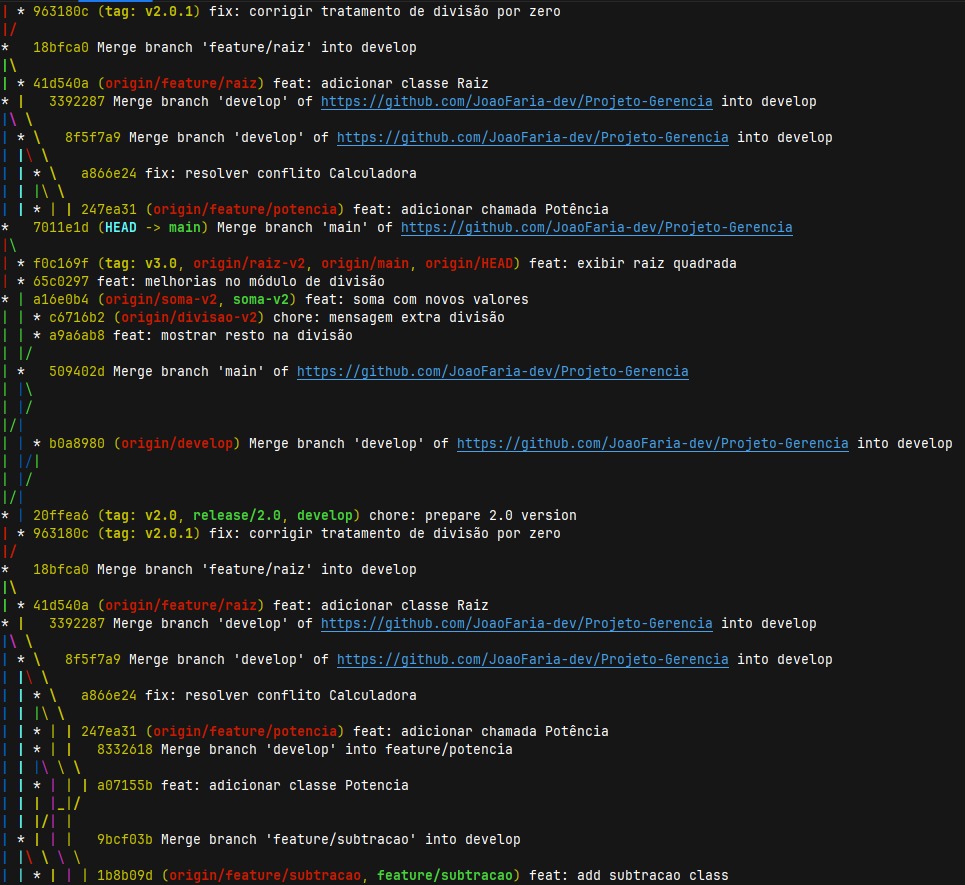 | * 963180c (tag: v2.0.1) fix: corrigir tratamento de divisão por zero
|/
*   18bfca0 Merge branch 'feature/raiz' into develop
|\
| * 41d540a (origin/feature/raiz) feat: adicionar classe Raiz
* |   3392287 Merge branch 'develop' of https://github.com/JoaoFaria-dev/Projeto-Gerencia into develop
|\ \
| * \   8f5f7a9 Merge branch 'develop' of https://github.com/JoaoFaria-dev/Projeto-Gerencia into develop
| |\ \
| | * \   a866e24 fix: resolver conflito Calculadora
| | |\ \
| | * | | 247ea31 (origin/feature/potencia) feat: adicionar chamada Potência
*   7011e1d (HEAD -> main) Merge branch 'main' of https://github.com/JoaoFaria-dev/Projeto-Gerencia
|\
| * f0c169f (tag: v3.0, origin/raiz-v2, origin/main, origin/HEAD) feat: exibir raiz quadrada
| * 65c0297 feat: melhorias no módulo de divisão
* | a16e0b4 (origin/soma-v2, soma-v2) feat: soma com novos valores
| | * c6716b2 (origin/divisao-v2) chore: mensagem extra divisão
| | * a9a6ab8 feat: mostrar resto na divisão
| |/
| *   509402d Merge branch 'main' of https://github.com/JoaoFaria-dev/Projeto-Gerencia
| |\
| |/
|/|
| | * b0a8980 (origin/develop) Merge branch 'develop' of https://github.com/JoaoFaria-dev/Projeto-Gerencia into develop
| |/|
| |/
|/|
* | 20ffea6 (tag: v2.0, release/2.0, develop) chore: prepare 2.0 version
| * 963180c (tag: v2.0.1) fix: corrigir tratamento de divisão por zero
|/
*   18bfca0 Merge branch 'feature/raiz' into develop
|\
| * 41d540a (origin/feature/raiz) feat: adicionar classe Raiz
* |   3392287 Merge branch 'develop' of https://github.com/JoaoFaria-dev/Projeto-Gerencia into develop
|\ \
| * \   8f5f7a9 Merge branch 'develop' of https://github.com/JoaoFaria-dev/Projeto-Gerencia into develop
| |\ \
| | * \   a866e24 fix: resolver conflito Calculadora
| | |\ \
| | * | | 247ea31 (origin/feature/potencia) feat: adicionar chamada Potência
| | * | |   8332618 Merge branch 'develop' into feature/potencia
| | |\ \ \
| | * | | | a07155b feat: adicionar classe Potencia
| | | |_|/
| | |/| |
| * | | |   9bcf03b Merge branch 'feature/subtracao' into develop
| |\ \ \ \
| | * | | | 1b8b09d (origin/feature/subtracao, feature/subtracao) feat: add subtracao class